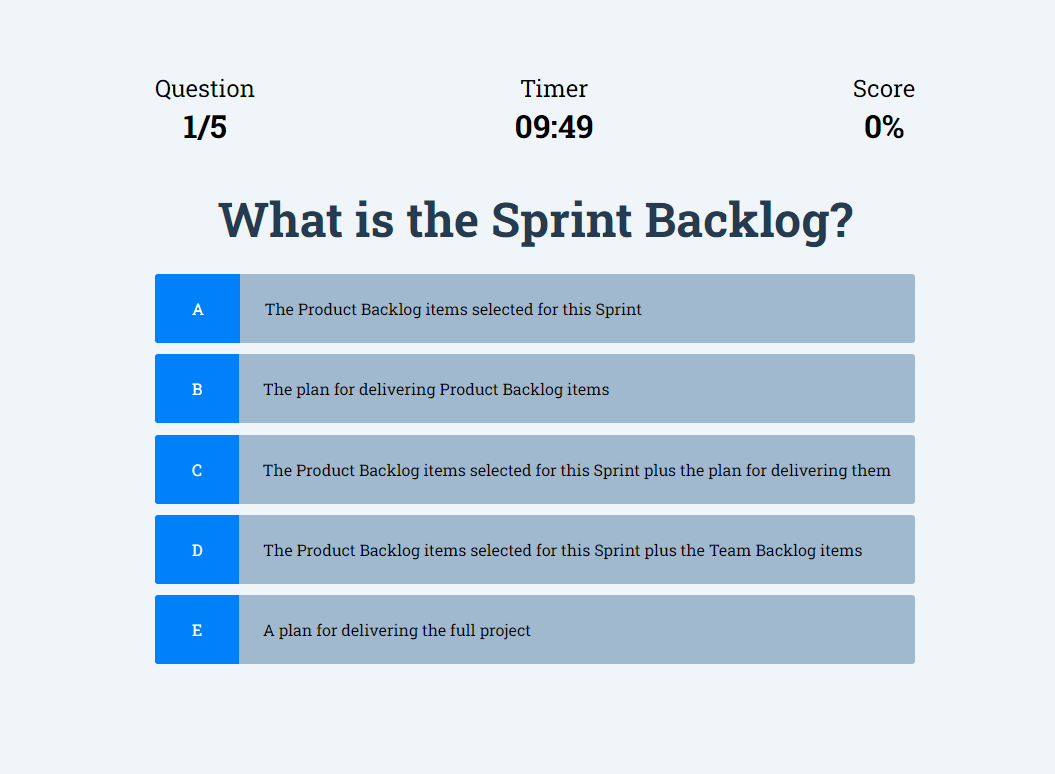 Question
Timer
Score
1/5
09:49
0%
What is the Sprint Backlog?
A
The Product Backlog items selected for this Sprint
B
The plan for delivering Product Backlog items
C
The Product Backlog items selected for this Sprint plus the plan for delivering them
D
The Product Backlog items selected for this Sprint plus the Team Backlog items
E
A plan for delivering the full project